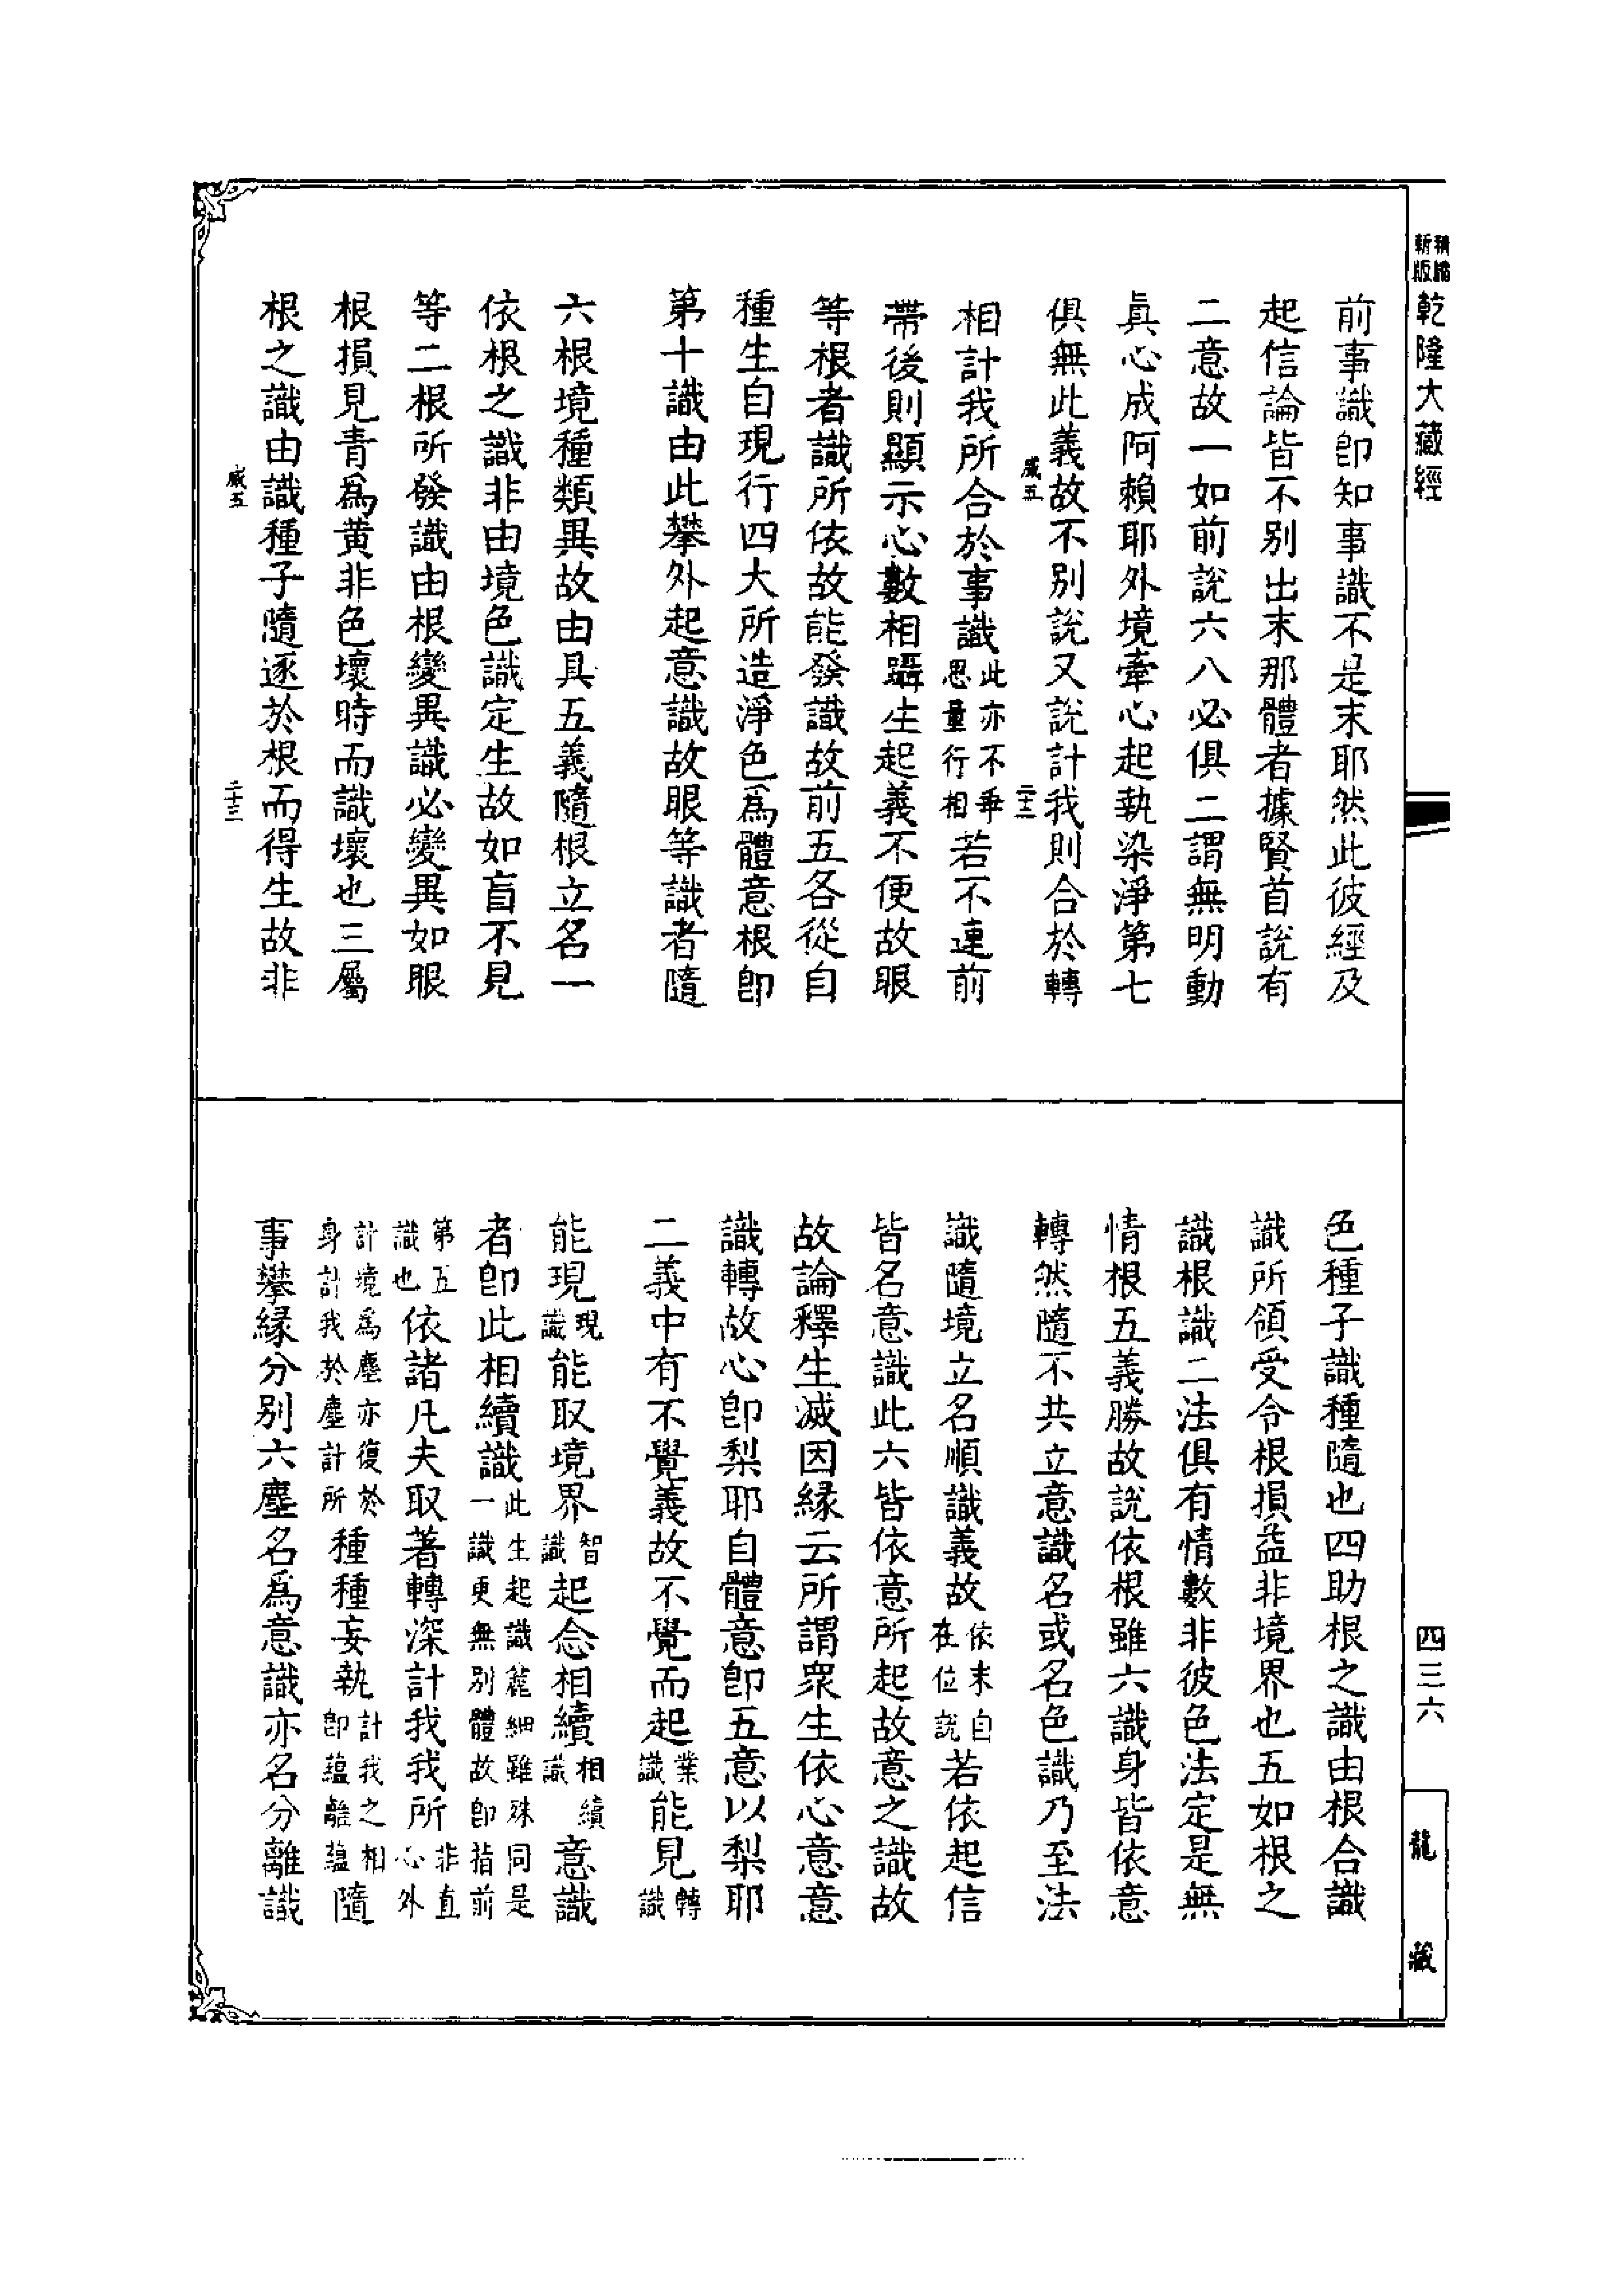 新版
精縮
乾隆大藏經
前事識卽知事識不是末耶然此彼經及
起信論皆不別出末那體者據賢首說有
二意故一如前說六八必俱二謂無明動
眞心成阿賴耶外境牽心起執染淨第七
俱無此義故不別說又說計我則合於轉
咸五
二十三
相計我所合於事識此亦不爭思量行相若不連前
帶後則顯示心數相躡生起義不便故眼
等根者識所依故能發識故前五各從自
種生自現行四大所造淨色爲體意根卽
第十識由此攀外起意識故眼等識者隨
六根境種類異故由具五義隨根立名一
依根之識非由境色識定生故如盲不見
等二根所發識由根變異識必變異如眼
根損見青爲黄非色壞時而識壞也三屬
根之識由識種子隨逐於根而得生故非
咸五
二十三
色種子識種隨也四助根之識由根合識
識所領受令根損益非境界也五如根之
識根識二法俱有情數非彼色法定是無
情根五義勝故說依根雖六識身皆依意
轉然隨不共立意識名或名色識乃至法
識隨境立名順識義故依末自在位說若依起信
皆名意識此六皆依意所起故意之識故
故論釋生滅因緣云所謂衆生依心意意
識轉故心卽梨耶自體意卽五意以梨耶
二義中有不覺義故不覺而起業識能見轉識
能現現識能取境界智識起念相續相續識意識
者卽此相續識此生起識麤細雖殊同是一識更無別體故卽指前
第五識也依諸凡夫取著轉深計我我所非直心外
計境爲塵亦復於身計我於塵計所種種妄執計我之相卽蘊離蘊隨
事攀緣分別六塵名爲意識亦名分離識
四三六
龍藏